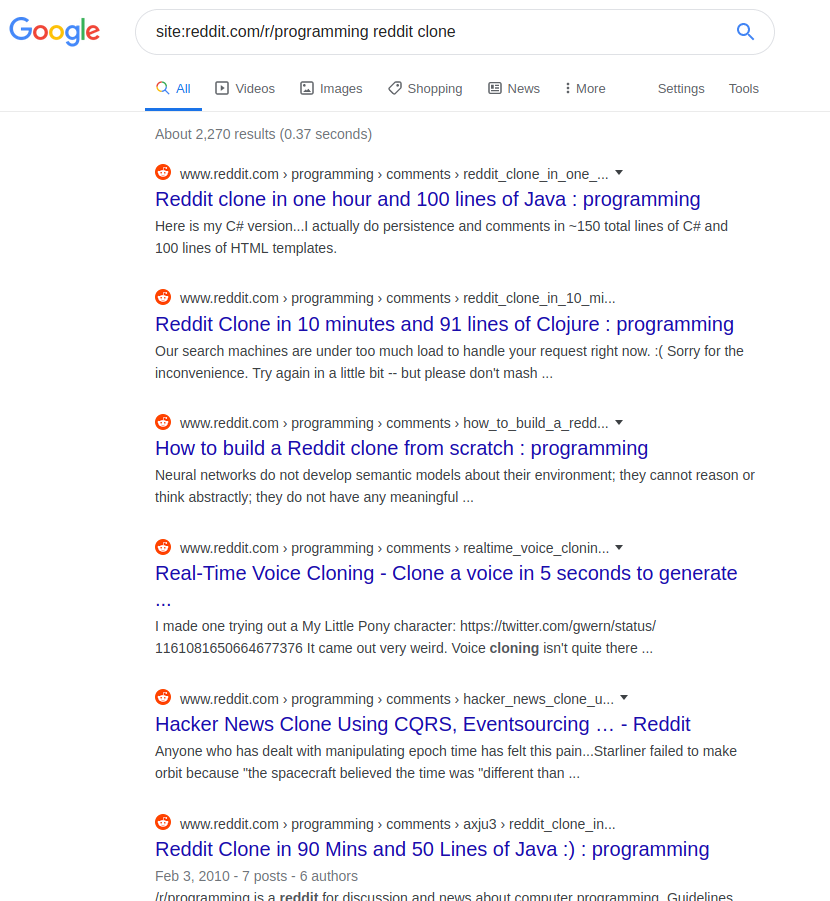 Google
site:reddit.com/r/programming reddit clone
All Videos Images Shopping News More Settings Tools
About 2,270 results (0.37 seconds)
www.reddit.com › programming › comments › reddit_clone_in_one_...
Reddit clone in one hour and 100 lines of Java : programming
Here is my C# version...I actually do persistence and comments in ~150 total lines of C# and
100 lines of HTML templates.
www.reddit.com › programming › comments › reddit_clone_in_10_mi...
Reddit Clone in 10 minutes and 91 lines of Clojure : programming
Our search machines are under too much load to handle your request right now. :( Sorry for the
inconvenience. Try again in a little bit -- but please don't mash ...
www.reddit.com › programming › comments › how_to_build_a_redd...
How to build a Reddit clone from scratch : programming
Neural networks do not develop semantic models about their environment; they cannot reason or
think abstractly; they do not have any meaningful ...
www.reddit.com › programming › comments › realtime_voice_clonin...
Real-Time Voice Cloning - Clone a voice in 5 seconds to generate
...
I made one trying out a My Little Pony character: https://twitter.com/gwern/status/
1161081650664677376 It came out very weird. Voice cloning isn't quite there ...
www.reddit.com › programming › comments › hacker_news_clone_u...
Hacker News Clone Using CQRS, Eventsourcing … - Reddit
Anyone who has dealt with manipulating epoch time has felt this pain...Starliner failed to make
orbit because "the spacecraft believed the time was "different than ...
www.reddit.com › programming › comments › axju3 › reddit_clone_in...
Reddit Clone in 90 Mins and 50 Lines of Java :) : programming
Feb 3, 2010 - 7 posts - 6 authors
/r/programming is a reddit for discussion and news about computer programming. Guidelines